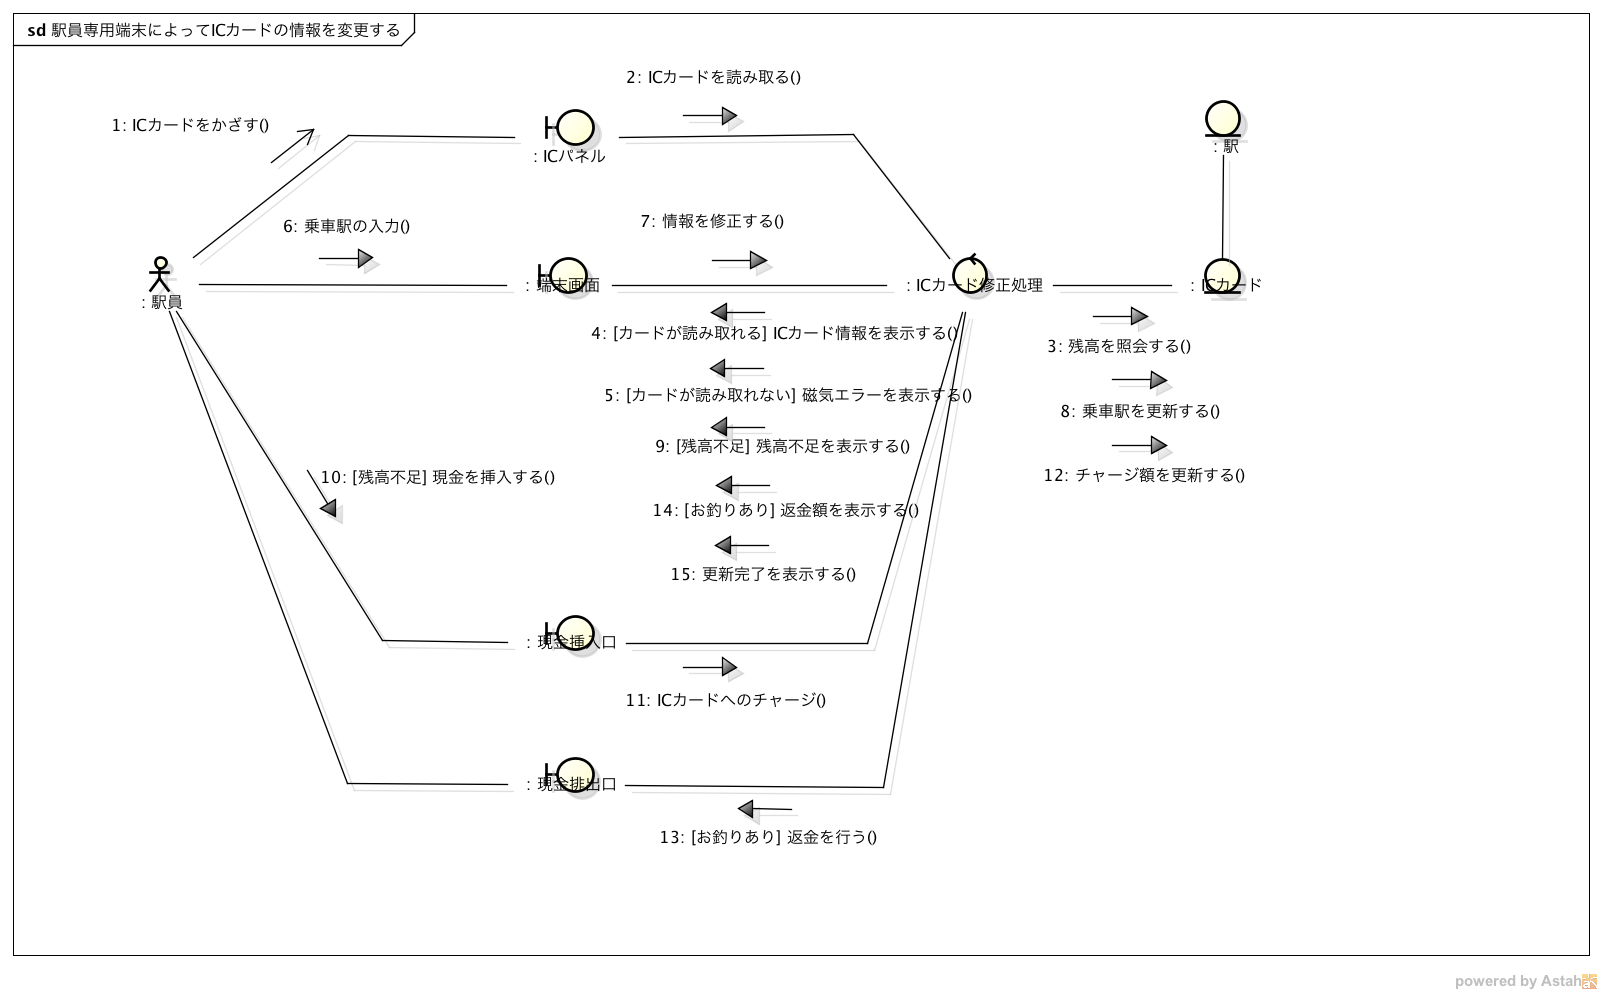 sd 駅員専用端末によってICカードの情報を変更する
2: ICカードを読み取る()
1: ICカードをかざす()
: ICパネル
: 駅
6: 乗車駅の入力()
7: 情報を修正する()
: 駅員
: 端末画面
: ICカード修正処理
: ICカード
4: [カードが読み取れる] ICカード情報を表示する()
3: 残高を照会する()
5: [カードが読み取れない] 磁気エラーを表示する()
8: 乗車駅を更新する()
9: [残高不足] 残高不足を表示する()
10: [残高不足] 現金を挿入する()
12: チャージ額を更新する()
14: [お釣りあり] 返金額を表示する()
15: 更新完了を表示する()
: 現金挿入口
11: ICカードへのチャージ()
: 現金排出口
13: [お釣りあり] 返金を行う()
powered by Astah